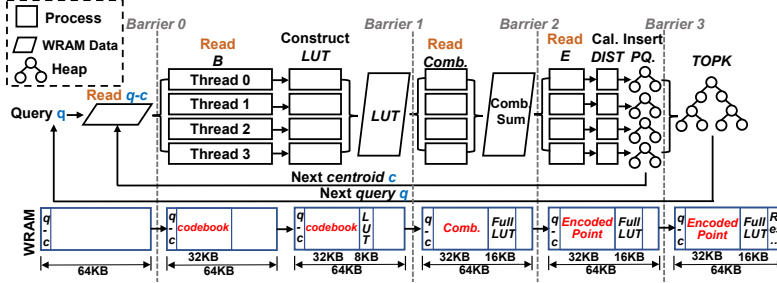 Process
WRAM Data
Heap
Barrier 0
Barrier 1
Barrier 2
Barrier 3
Read q-c
Query q
Read B
Thread 0
Thread 1
Thread 2
Thread 3
Construct LUT
LUT
Read Comb.
Comb. Sum
Read E
Cal. DIST
Insert PQ.
TOPK
Next centroid c
Next query q
WRAM
q-c
64KB
q-c codebook
32KB
64KB
q-c codebook LUT
32KB 8KB
64KB
q-c Comb. Full LUT
32KB 16KB
64KB
q-c Encoded Point Full LUT
32KB 16KB
64KB
q-c Encoded Point Full LUT Res...
32KB 16KB
64KB